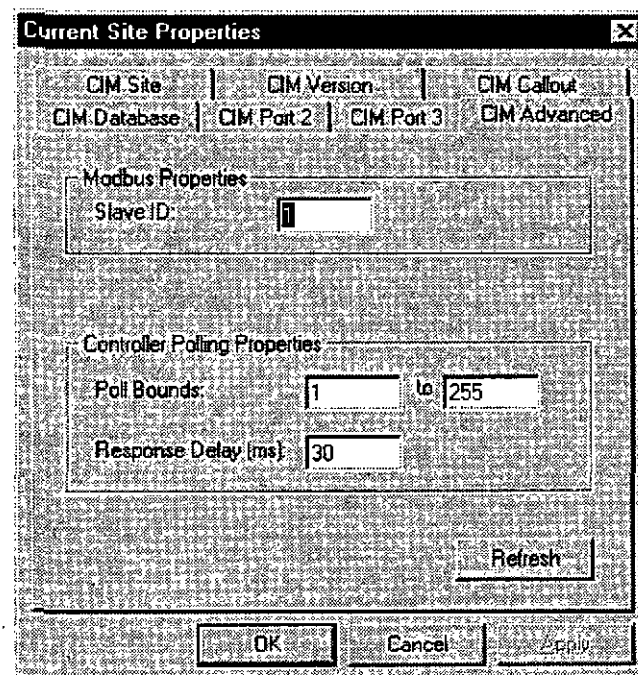 Current Site Properties
CIM Site CIM Version CIM Callout
CIM Database CIM Port 2 CIM Port 3 CIM Advanced
Modbus Properties
Slave ID: 1
Controller Polling Properties
Poll Bounds: 1 to 255
Response Delay (ms): 30
Refresh
OK Cancel Apply